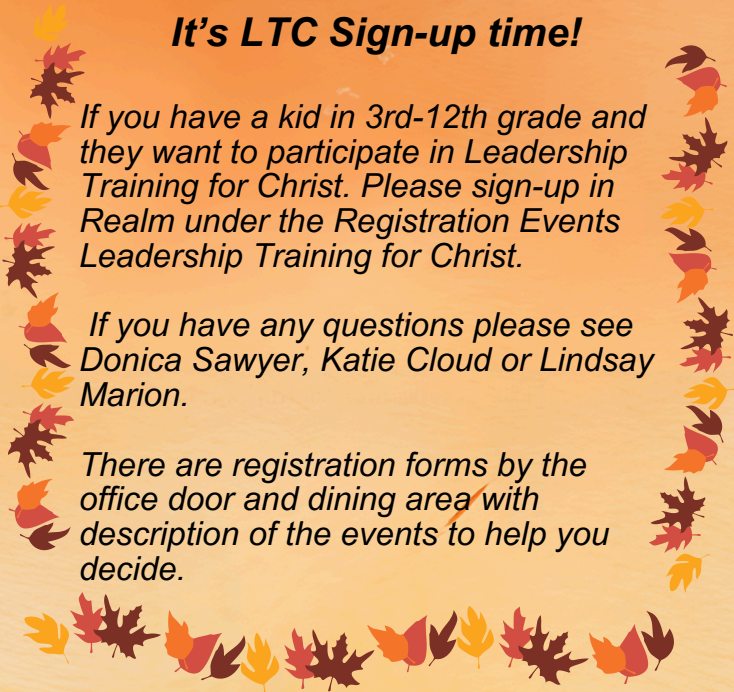 It's LTC Sign-up time!
If you have a kid in 3rd-12th grade and
they want to participate in Leadership
Training for Christ. Please sign-up in
Realm under the Registration Events
Leadership Training for Christ.
If you have any questions please see
Donica Sawyer, Katie Cloud or Lindsay
Marion.
There are registration forms by the
office door and dining area with
description of the events to help you
decide.